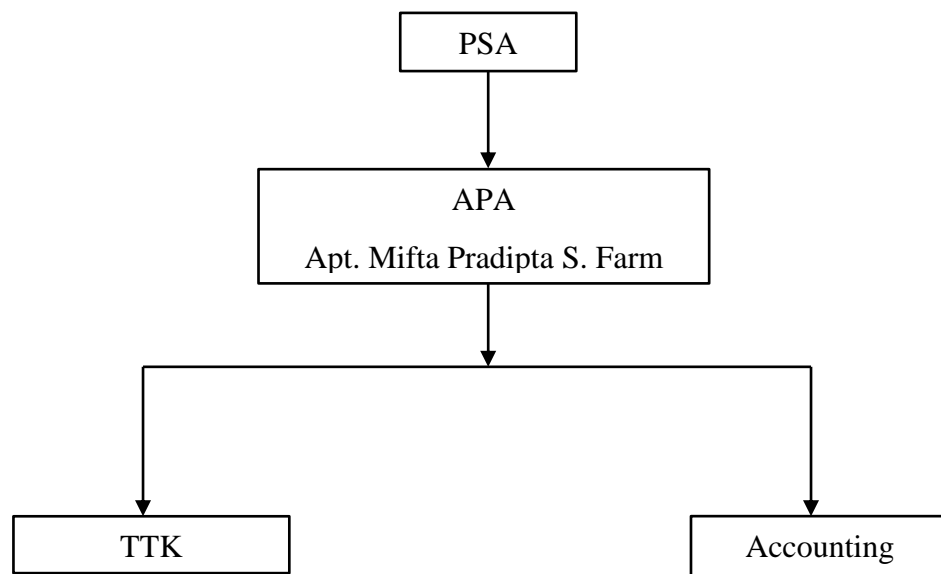 PSA
APA
Apt. Mifta Pradipta S. Farm
TTK
Accounting